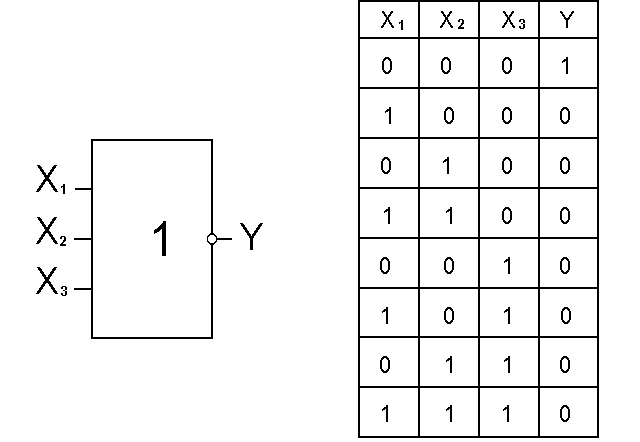 X₁
X₂
X₃
1
Y
X₁ X₂ X₃ Y
0 0 0 1
1 0 0 0
0 1 0 0
1 1 0 0
0 0 1 0
1 0 1 0
0 1 1 0
1 1 1 0